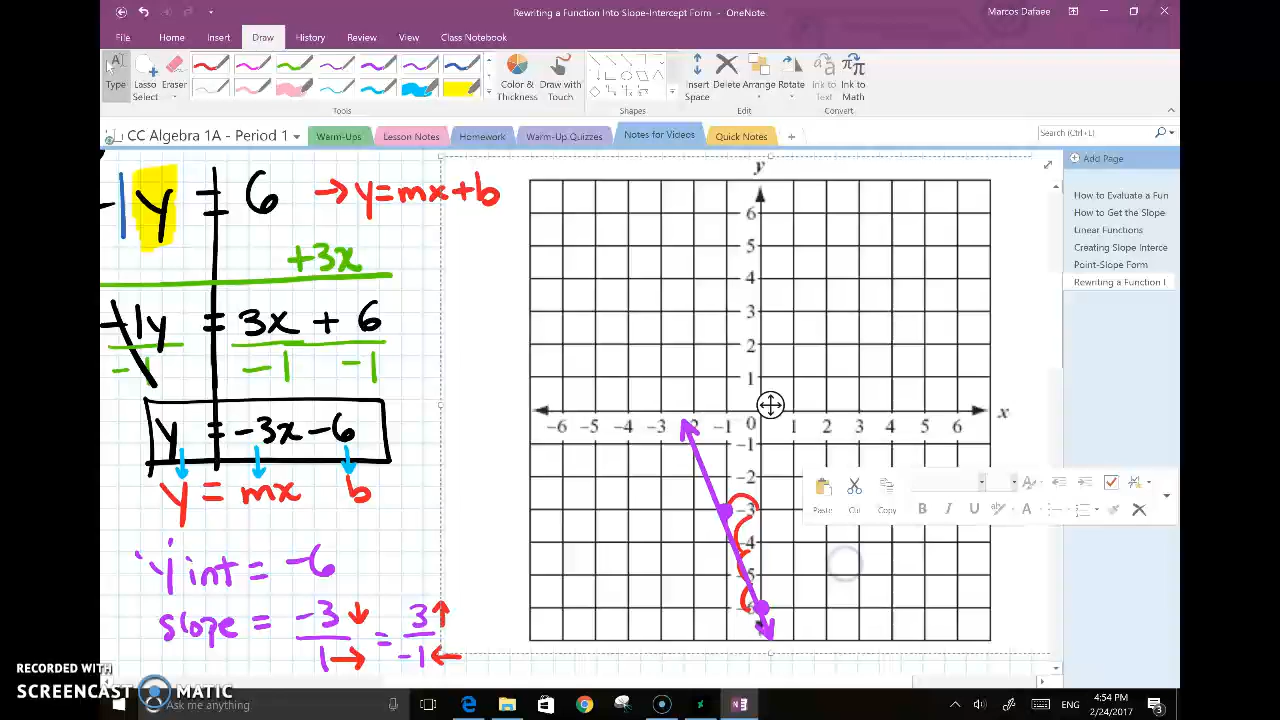 Rewriting a Function Into Slope-Intercept Form - OneNote
Marcos Dafaee
File Home Insert Draw History Review View Class Notebook
Type Lasso Select Eraser Color & Thickness Draw with Touch Insert Space Delete Arrange Rotate Ink to Text Ink to Math
Tools Shapes Edit Convert
CC Algebra 1A - Period 1 Warm-Ups Lesson Notes Homework Warm-Up Quizzes Notes for Videos Quick Notes Search (Ctrl+E)
Add Page
How to Evaluate a Fun
How to Get the Slope
Linear Functions
Creating Slope Interce
Point-Slope Form
Rewriting a Function I
-1y = 6 → y=mx+b
+3x
-1y = 3x + 6
-1 -1 -1
y = -3x - 6
y = mx b
y int = -6
slope = -3/1 = 3/-1
y
6
5
4
3
2
1
-6 -5 -4 -3 -2 -1 0 1 2 3 4 5 6 x
-1
-2
-3
-4
-5
-6
Paste Cut Copy B I U A
RECORDED WITH
SCREENCAST MATIC
Ask me anything
ENG
4:54 PM
2/24/2017
3